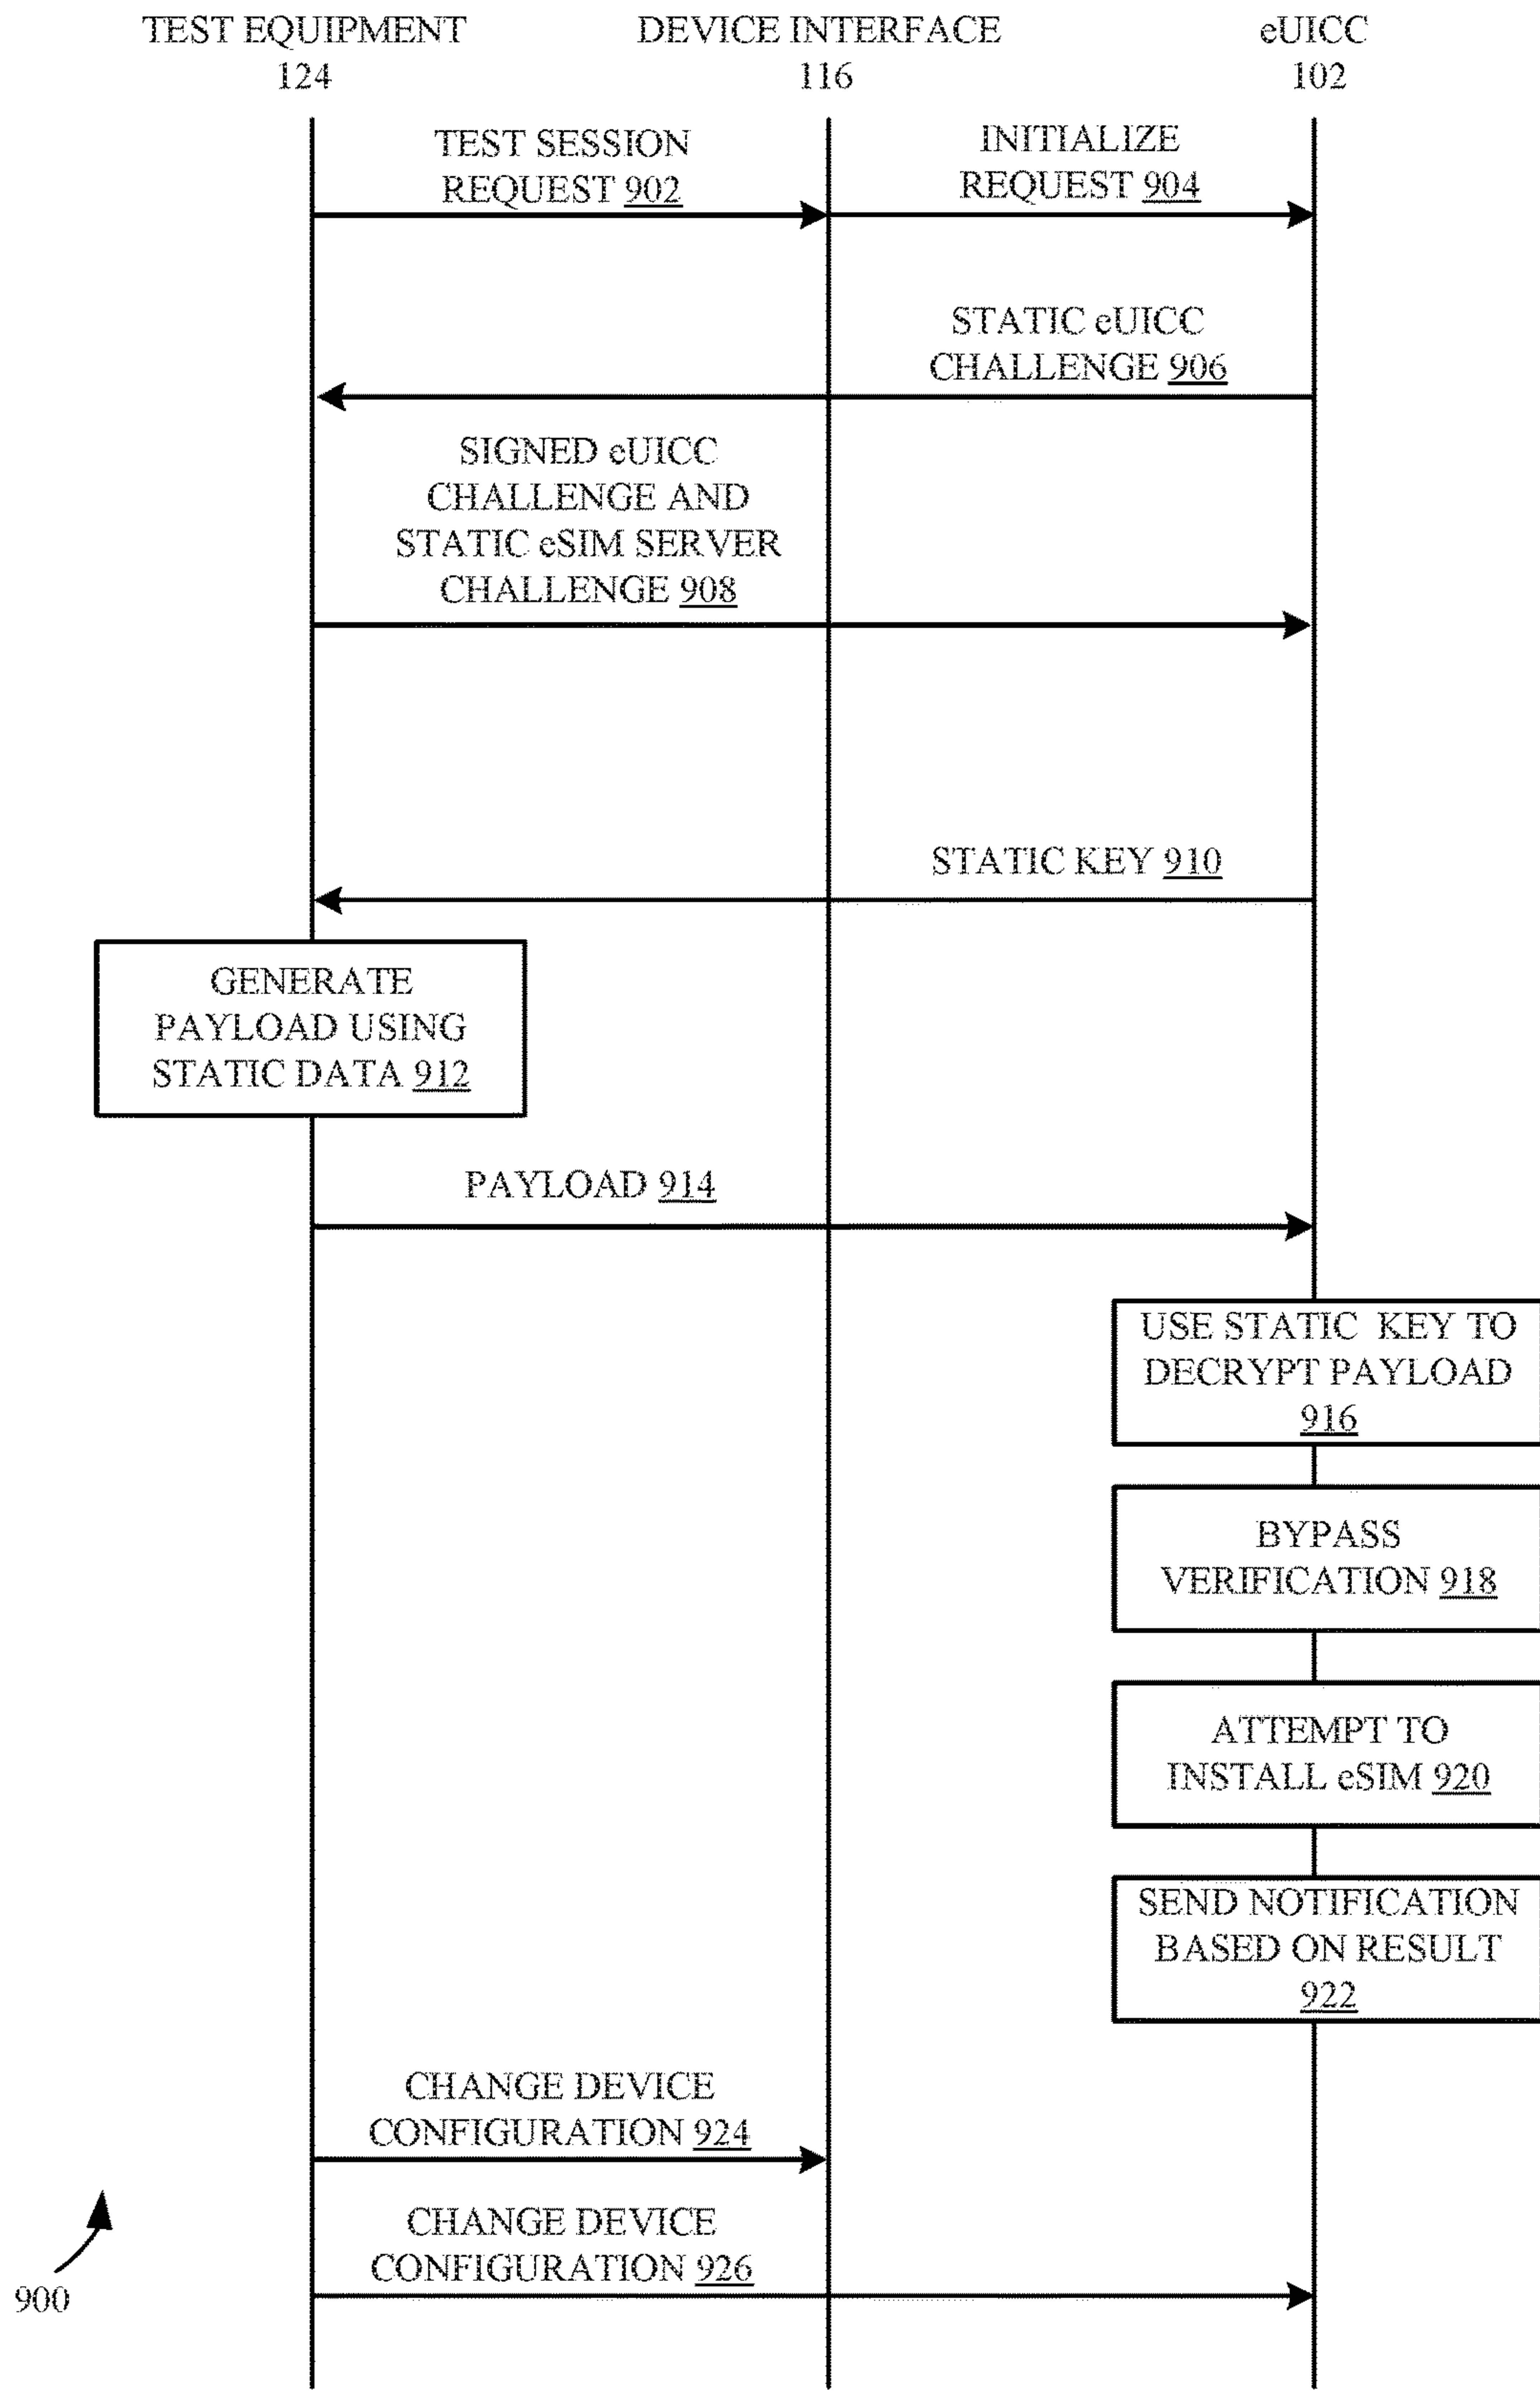 TEST EQUIPMENT
124
DEVICE INTERFACE
116
eUICC
102
TEST SESSION
REQUEST 902
INITIALIZE
REQUEST 904
STATIC eUICC
CHALLENGE 906
SIGNED eUICC
CHALLENGE AND
STATIC eSIM SERVER
CHALLENGE 908
STATIC KEY 910
GENERATE
PAYLOAD USING
STATIC DATA 912
PAYLOAD 914
USE STATIC KEY TO
DECRYPT PAYLOAD
916
BYPASS
VERIFICATION 918
ATTEMPT TO
INSTALL eSIM 920
SEND NOTIFICATION
BASED ON RESULT
922
CHANGE DEVICE
CONFIGURATION 924
CHANGE DEVICE
CONFIGURATION 926
900